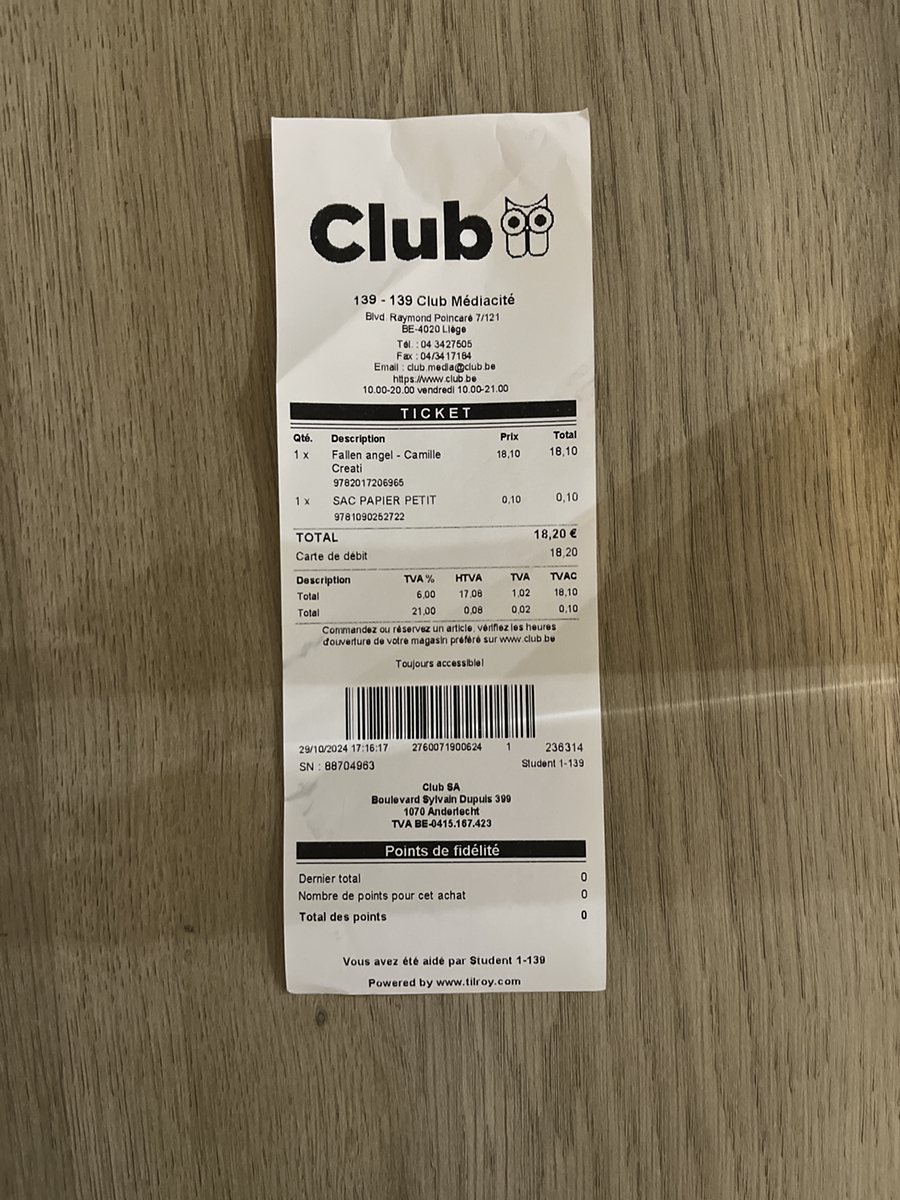 Club
139 - 139 Club Médiacité
Blvd. Raymond Poincaré 7/121
BE-4020 Liège
Tél. : 04 3427605
Fax : 04/3417184
Email : club.media@club.be
https://www.club.be
10.00-20.00 vendredi 10.00-21.00
TICKET
Qté. Description Prix Total
1 x Fallen angel - Camille 18,10 18,10
Creati
9782017206965
1 x SAC PAPIER PETIT 0,10 0,10
9781090252722
TOTAL 18,20 €
Carte de débit 18,20
Description TVA % HTVA TVA TVAC
Total 6,00 17,08 1,02 18,10
Total 21,00 0,08 0,02 0,10
Commandez ou réservez un article, vérifiez les heures
d'ouverture de votre magasin préféré sur www.club.be
Toujours accessible!
29/10/2024 17:16:17 2760071900624 1 236314
SN : 88704963 Student 1-139
Club SA
Boulevard Sylvain Dupuis 399
1070 Anderlecht
TVA BE-0415.167.423
Points de fidélité
Dernier total 0
Nombre de points pour cet achat 0
Total des points 0
Vous avez été aidé par Student 1-139
Powered by www.tilroy.com